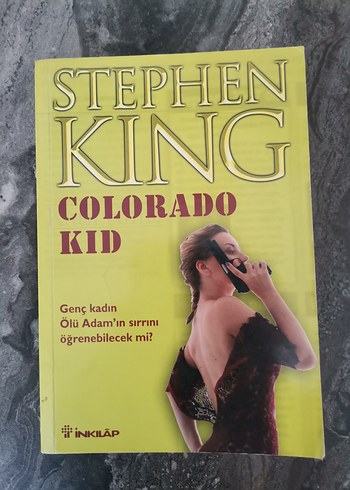 STEPHEN
KING
COLORADO
KID
Genç kadın
Ölü Adam'ın sırrını
öğrenebilecek mi?
İNKILÂP